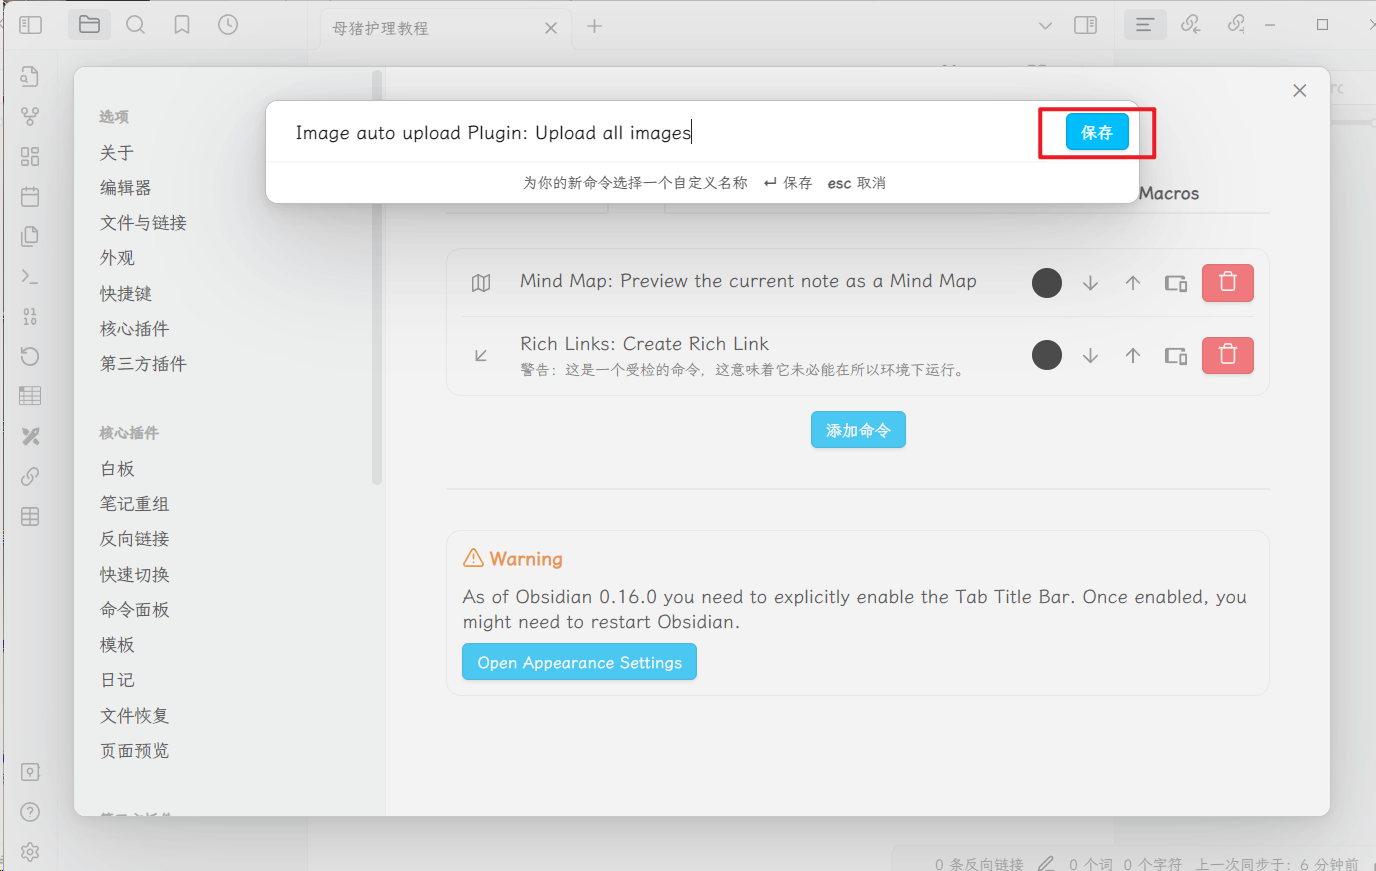 母猪护理教程
Image auto upload Plugin: Upload all images
保存
为你的新命令选择一个自定义名称 ↵ 保存 esc 取消
选项
关于
编辑器
文件与链接
外观
快捷键
核心插件
第三方插件
核心插件
白板
笔记重组
反向链接
快速切换
命令面板
模板
日记
文件恢复
页面预览
Macros
Mind Map: Preview the current note as a Mind Map
Rich Links: Create Rich Link
警告：这是一个受检的命令，这意味着它未必能在所以环境下运行。
添加命令
Warning
As of Obsidian 0.16.0 you need to explicitly enable the Tab Title Bar. Once enabled, you
might need to restart Obsidian.
Open Appearance Settings
0 条反向链接 0 个词 0 个字符 上一次同步于：6 分钟前